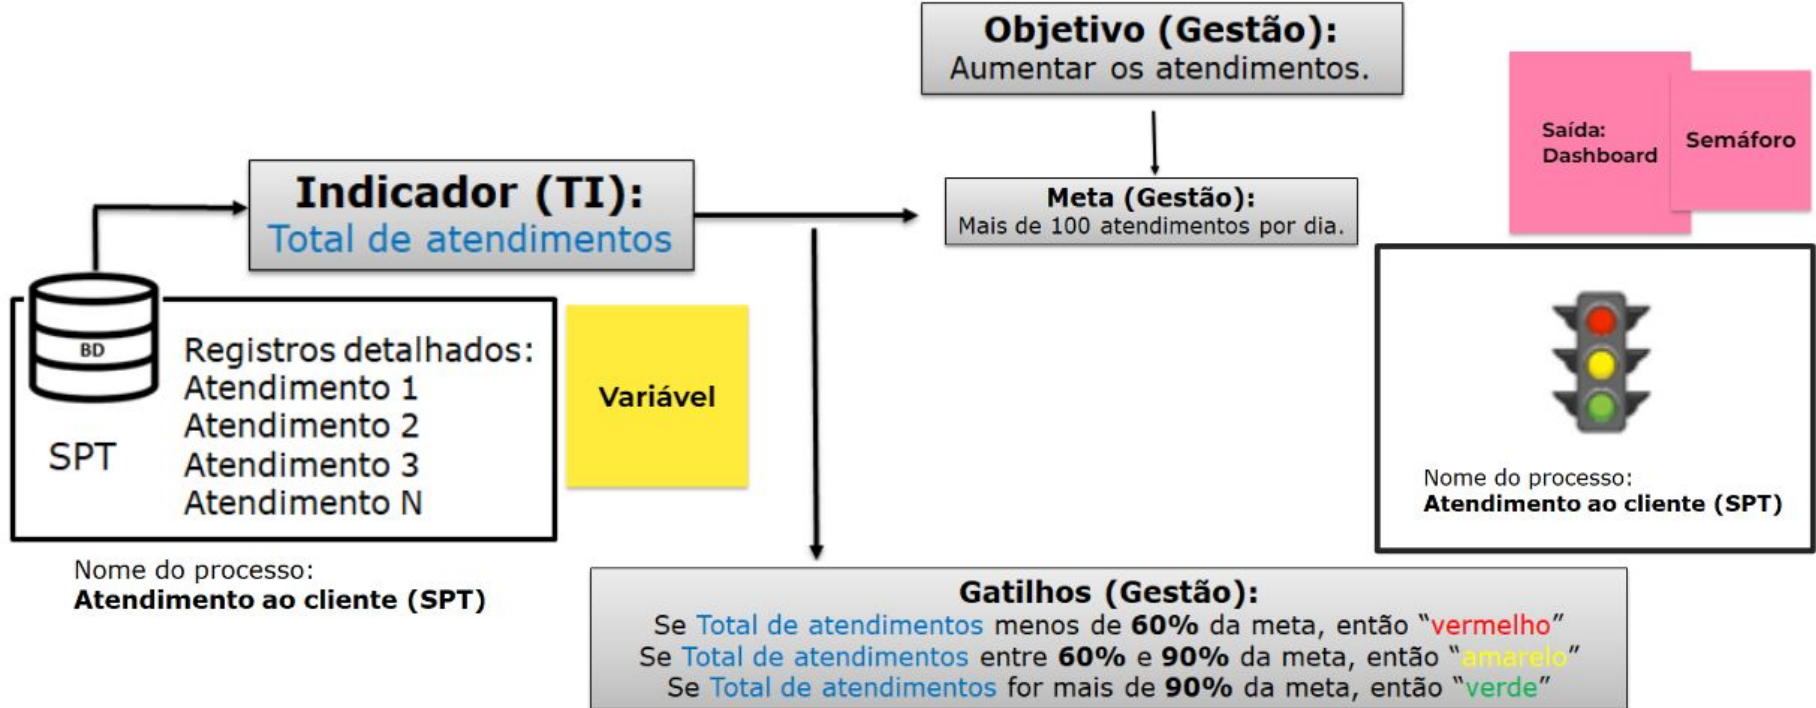 Objetivo (Gestão):
Aumentar os atendimentos.
Saída:
Dashboard
Semáforo
Indicador (TI):
Total de atendimentos
Meta (Gestão):
Mais de 100 atendimentos por dia.
BD
SPT
Registros detalhados:
Atendimento 1
Atendimento 2
Atendimento 3
Atendimento N
Variável
Nome do processo:
Atendimento ao cliente (SPT)
Nome do processo:
Atendimento ao cliente (SPT)
Gatilhos (Gestão):
Se Total de atendimentos menos de 60% da meta, então “vermelho”
Se Total de atendimentos entre 60% e 90% da meta, então “amarelo”
Se Total de atendimentos for mais de 90% da meta, então “verde”